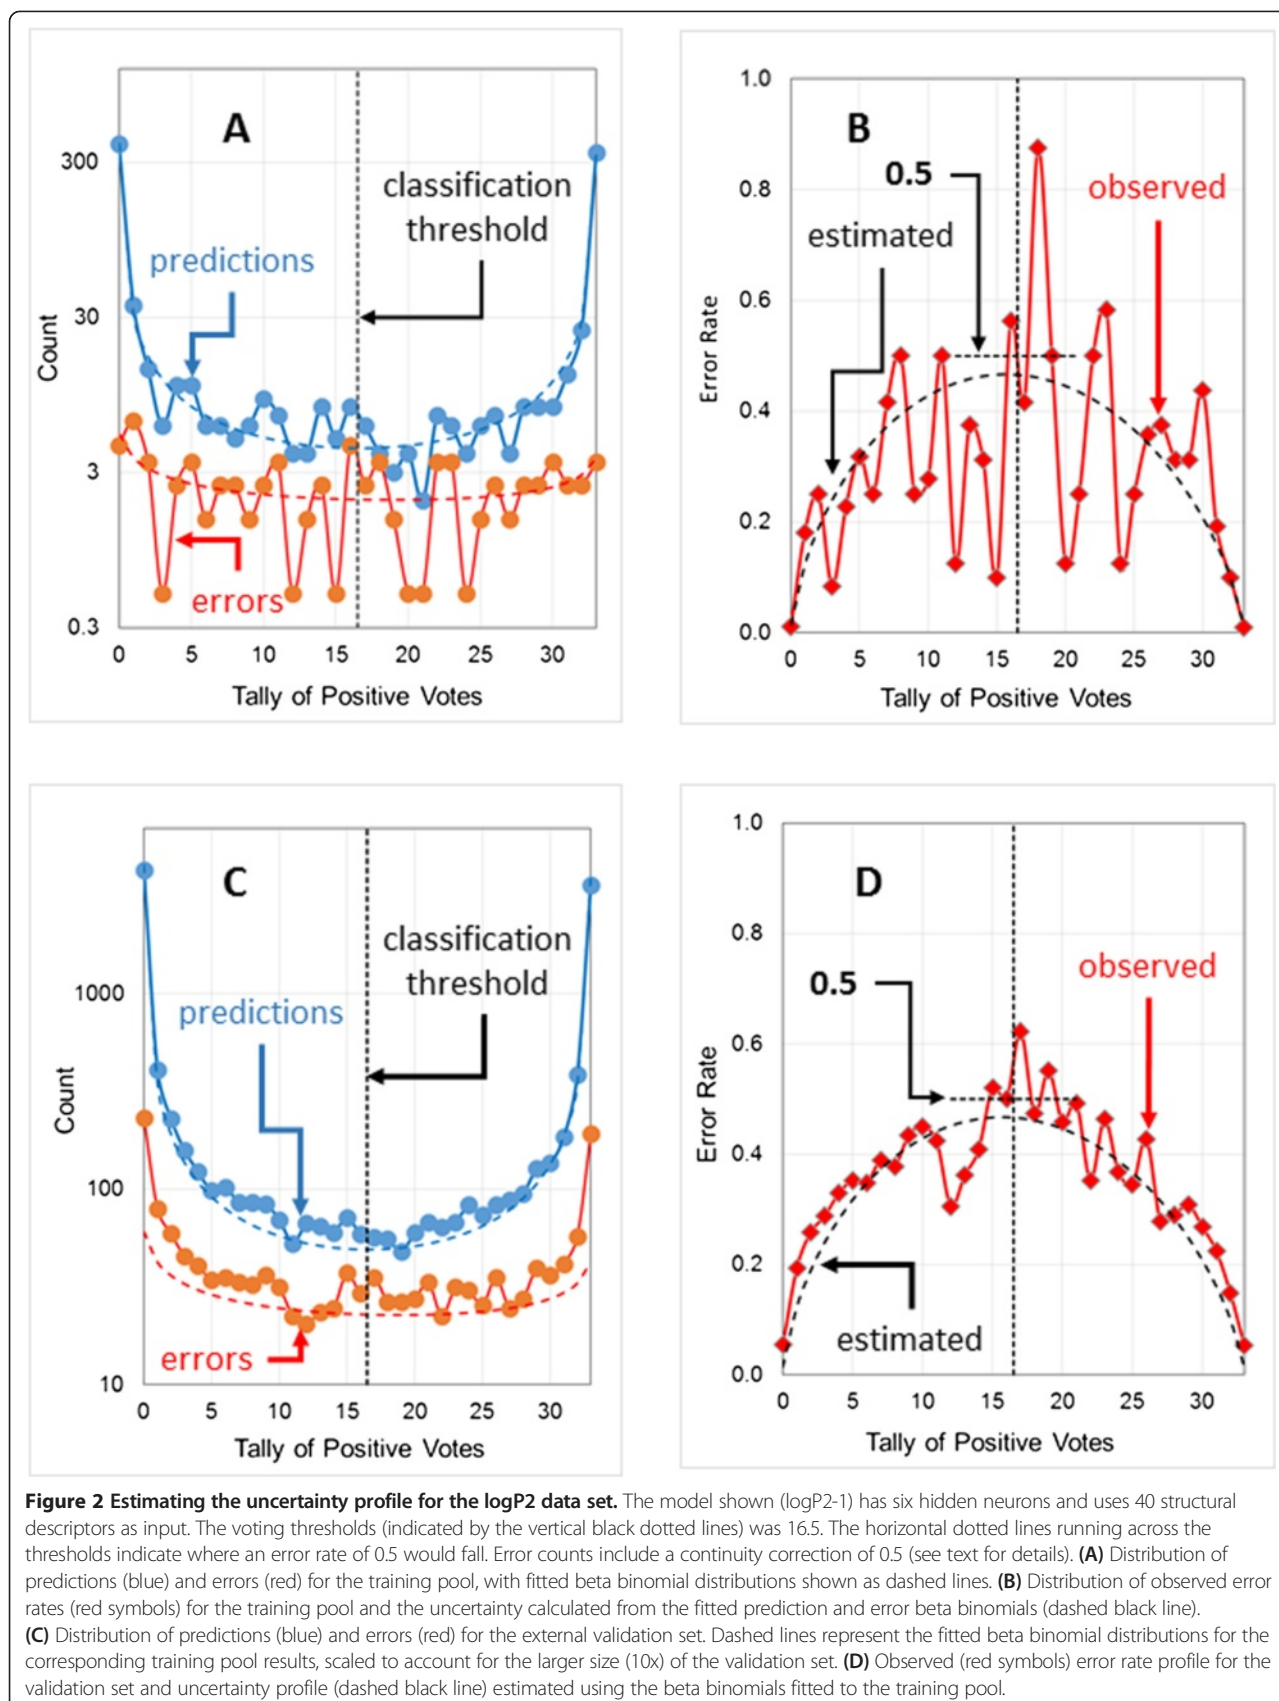 A
300
classification
threshold
predictions
30
Count
3
errors
0.3
0 5 10 15 20 25 30
Tally of Positive Votes
1.0
B
0.5
0.8
observed
estimated
0.6
Error Rate
0.4
0.2
0.0
0 5 10 15 20 25 30
Tally of Positive Votes
C
classification
threshold
1000
predictions
Count
100
errors
10
0 5 10 15 20 25 30
Tally of Positive Votes
1.0
D
0.8
observed
0.5
0.6
Error Rate
0.4
0.2
estimated
0.0
0 5 10 15 20 25 30
Tally of Positive Votes
Figure 2 Estimating the uncertainty profile for the logP2 data set. The model shown (logP2-1) has six hidden neurons and uses 40 structural
descriptors as input. The voting thresholds (indicated by the vertical black dotted lines) was 16.5. The horizontal dotted lines running across the
thresholds indicate where an error rate of 0.5 would fall. Error counts include a continuity correction of 0.5 (see text for details). (A) Distribution of
predictions (blue) and errors (red) for the training pool, with fitted beta binomial distributions shown as dashed lines. (B) Distribution of observed error
rates (red symbols) for the training pool and the uncertainty calculated from the fitted prediction and error beta binomials (dashed black line).
(C) Distribution of predictions (blue) and errors (red) for the external validation set. Dashed lines represent the fitted beta binomial distributions for the
corresponding training pool results, scaled to account for the larger size (10x) of the validation set. (D) Observed (red symbols) error rate profile for the
validation set and uncertainty profile (dashed black line) estimated using the beta binomials fitted to the training pool.